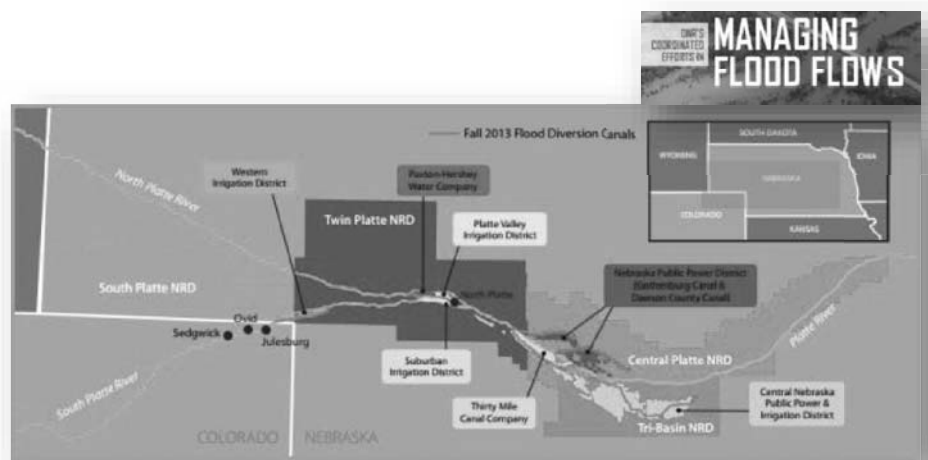 DNR'S
COORDINATED
EFFORTS IN
MANAGING
FLOOD FLOWS
Fall 2013 Flood Diversion Canals
SOUTH DAKOTA
WYOMING
IOWA
NEBRASKA
COLORADO
KANSAS
North Platte River
Western
Irrigation District
Paxton-Hershey
Water Company
Twin Platte NRD
Platte Valley
Irrigation District
Nebraska Public Power District
(Gothenburg Canal &
Dawson County Canal)
South Platte NRD
North Platte
Platte River
Ovid
Sedgwick
Julesburg
Suburban
Irrigation District
Central Platte NRD
South Platte River
Thirty Mile
Canal Company
Central Nebraska
Public Power &
Irrigation District
Tri-Basin NRD
COLORADO
NEBRASKA